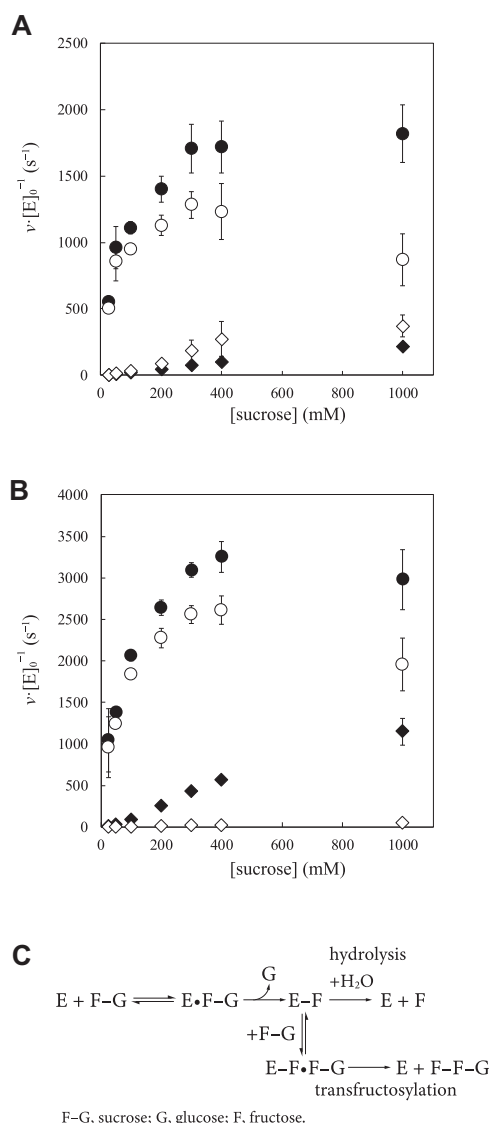 A
2500
2000
1500
1000
500
0
v·[E]₀⁻¹ (s⁻¹)
0 200 400 600 800 1000
[sucrose] (mM)
B
4000
3500
3000
2500
2000
1500
1000
500
0
v·[E]₀⁻¹ (s⁻¹)
0 200 400 600 800 1000
[sucrose] (mM)
C
hydrolysis
G +H₂O
E + F–G E•F–G E–F E + F
+F–G
E–F•F–G E + F–F–G
transfructosylation
F–G, sucrose; G, glucose; F, fructose.